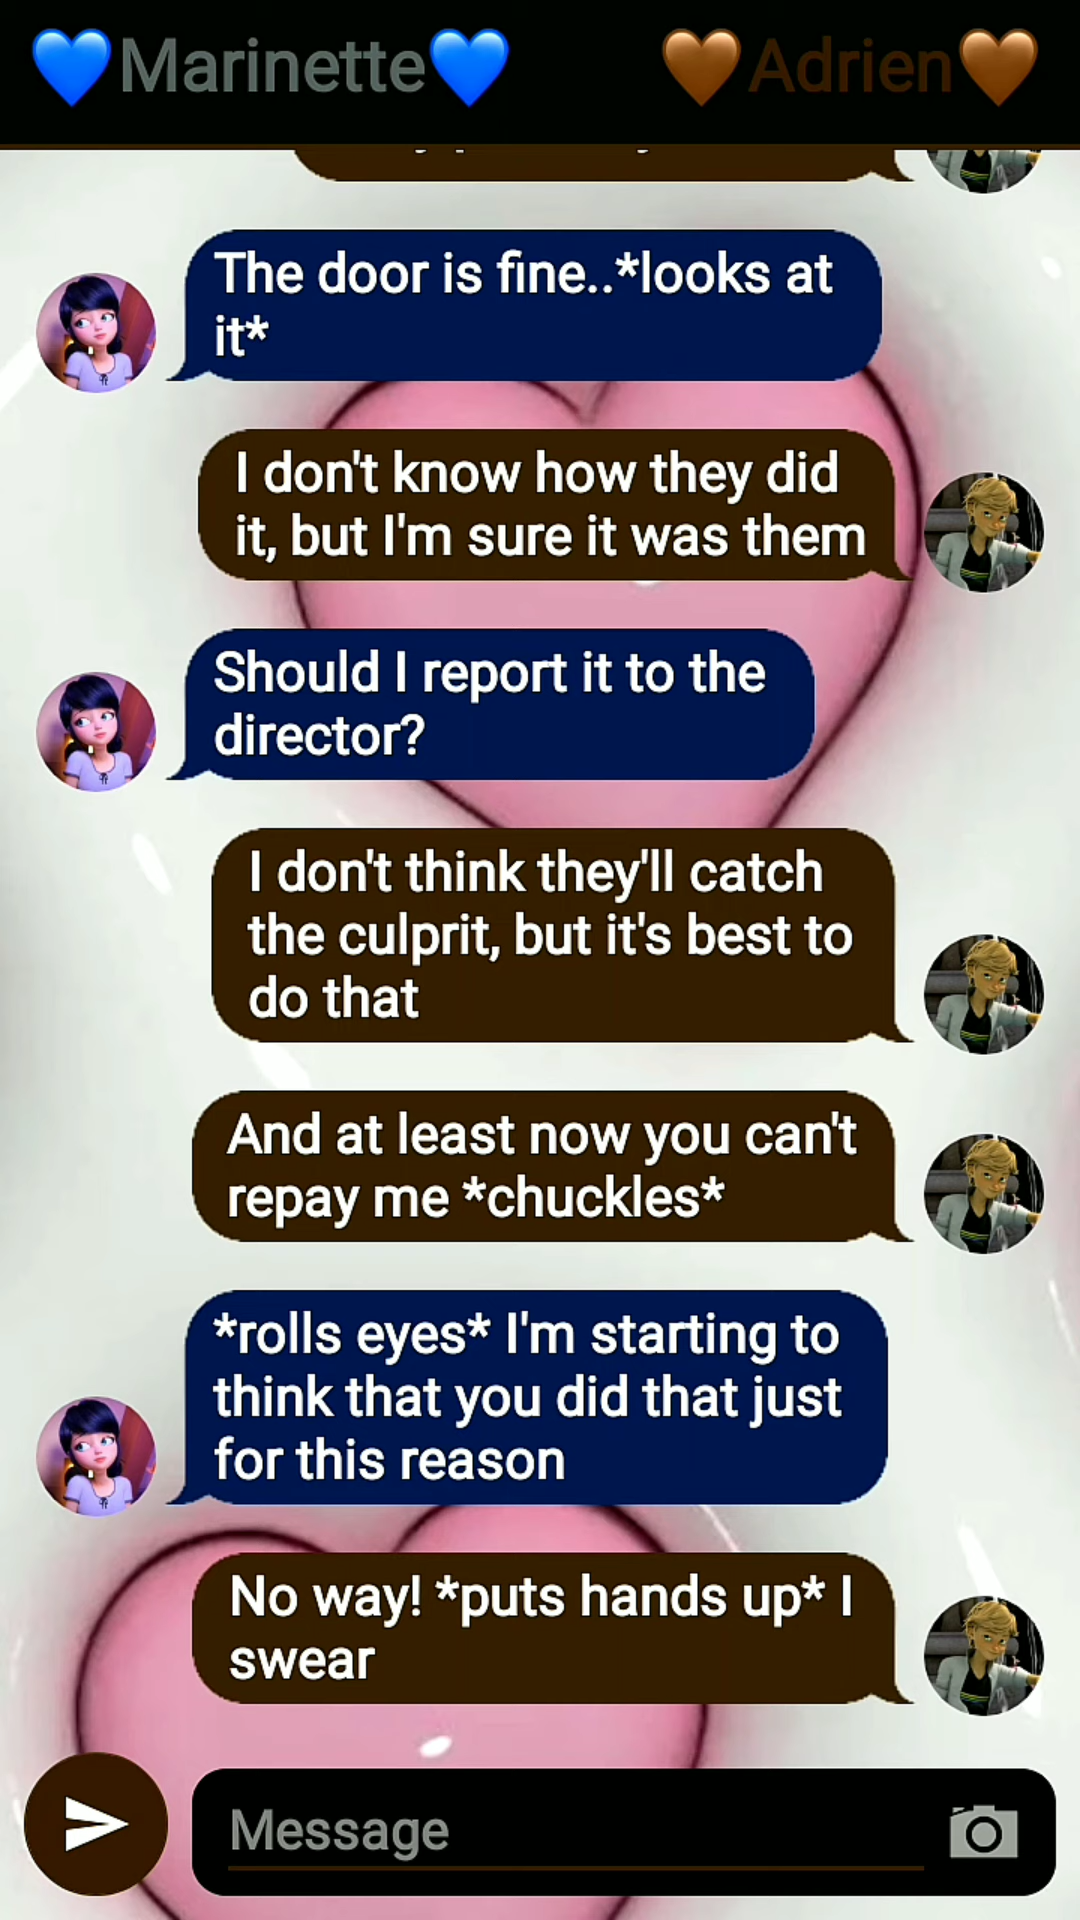 💙Marinette💙 🤎Adrien🤎
The door is fine..*looks at
it*
I don't know how they did
it, but I'm sure it was them
Should I report it to the
director?
I don't think they'll catch
the culprit, but it's best to
do that
And at least now you can't
repay me *chuckles*
*rolls eyes* I'm starting to
think that you did that just
for this reason
No way! *puts hands up* I
swear
Message